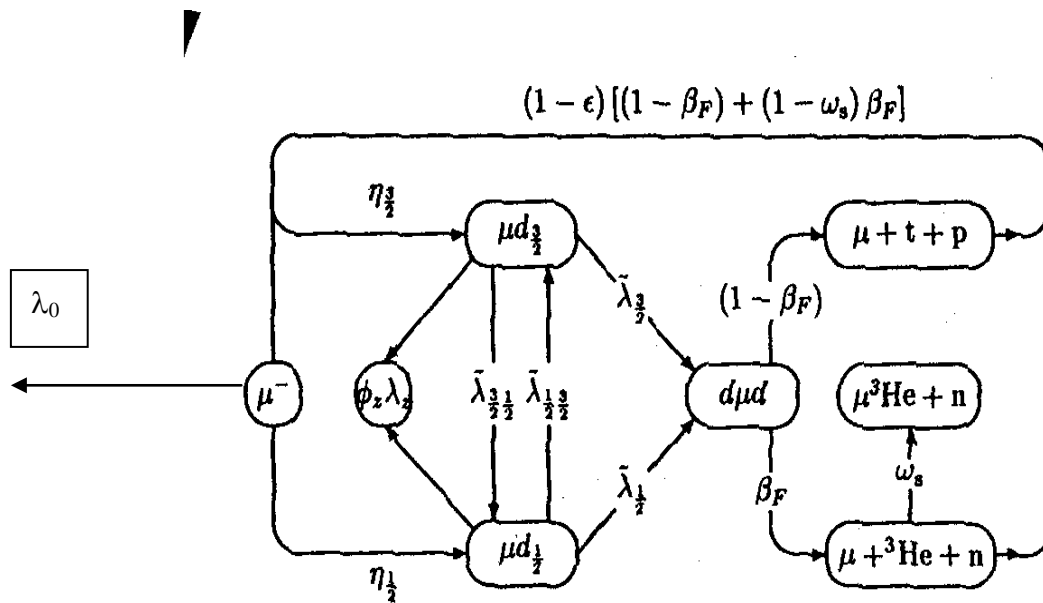 (1 − ϵ) [(1 − β_F) + (1 − ω_s) β_F]
η_{3/2}
μd_{3/2}
μ + t + p
λ_0
λ̃_{3/2}
(1 − β_F)
μ⁻
ϕ_z λ_z
λ̃_{3/2 1/2}
λ̃_{1/2 3/2}
dμd
μ³He + n
λ̃_{1/2}
β_F
ω_s
μd_{1/2}
μ +³He + n
η_{1/2}